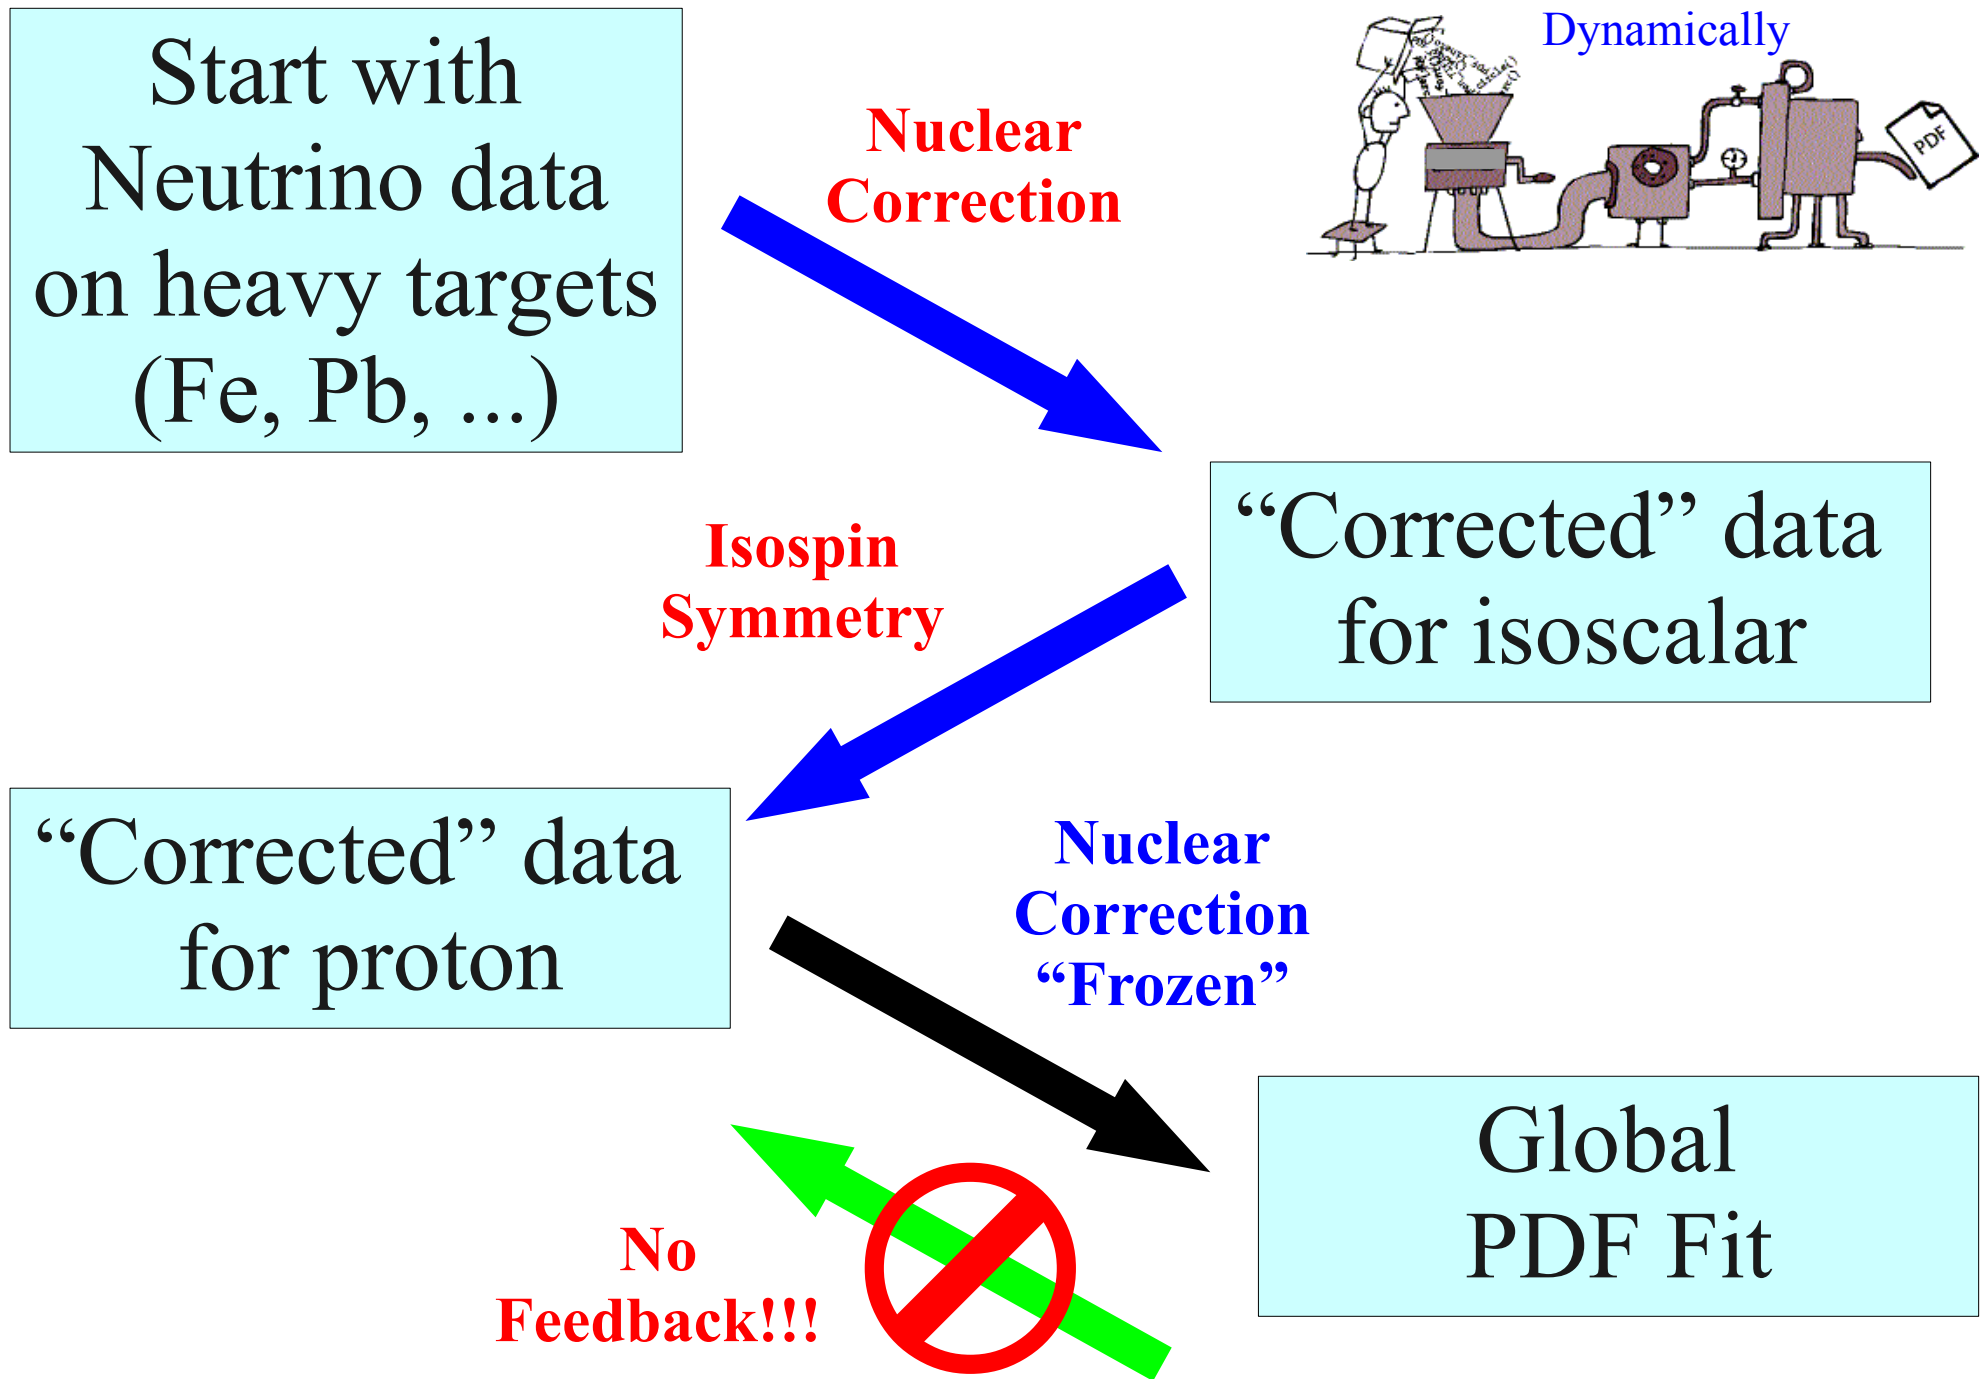 Start with
Neutrino data
on heavy targets
(Fe, Pb, ...)
Nuclear
Correction
Dynamically
PDF
“Corrected” data
for isoscalar
Isospin
Symmetry
“Corrected” data
for proton
Nuclear
Correction
“Frozen”
No
Feedback!!!
Global
PDF Fit